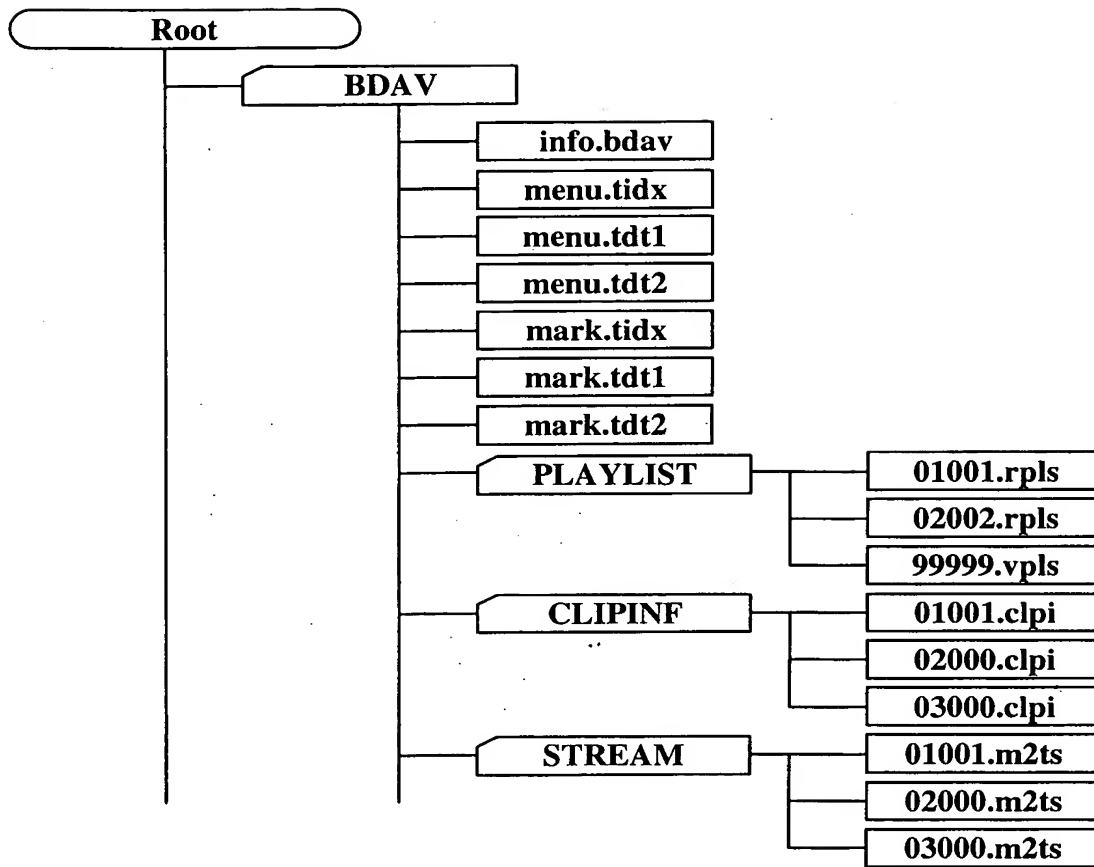 Root
BDAV
info.bdav
menu.tidx
menu.tdt1
menu.tdt2
mark.tidx
mark.tdt1
mark.tdt2
PLAYLIST
01001.rpls
02002.rpls
99999.vpls
CLIPINF
01001.clpi
02000.clpi
03000.clpi
STREAM
01001.m2ts
02000.m2ts
03000.m2ts